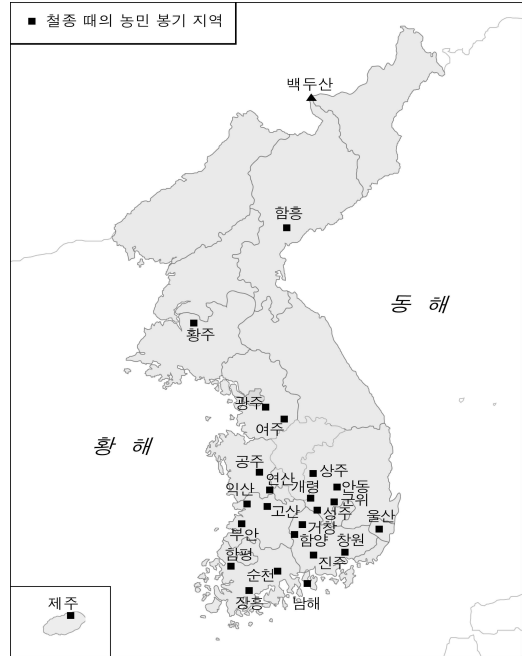 ■ 철종 때의 농민 봉기 지역
백두산
함흥
동 해
황주
광주
여주
황 해
공주
연산
개령
상주
안동
익산
고산
군위
성주
울산
부안
거창
함양
창원
함평
진주
순천
장흥
남해
제주